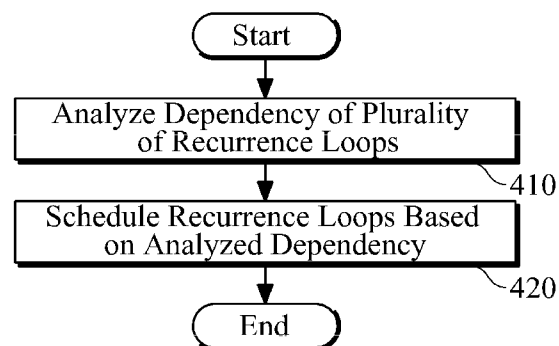 Start
Analyze Dependency of Plurality
of Recurrence Loops
410
Schedule Recurrence Loops Based
on Analyzed Dependency
420
End